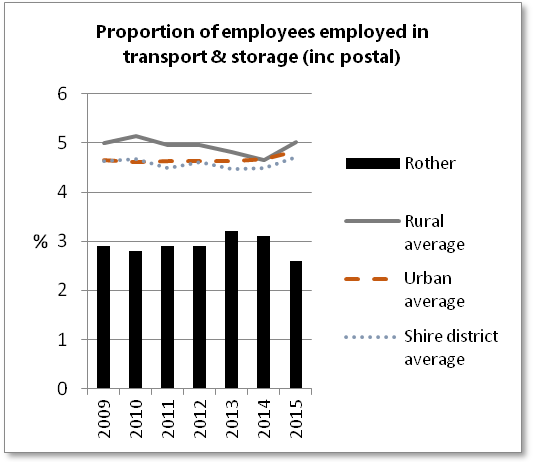 Proportion of employees employed in
transport & storage (inc postal)
6
5
4
3
2
1
0
%
2009
2010
2011
2012
2013
2014
2015
Rother
Rural
average
Urban
average
Shire district
average